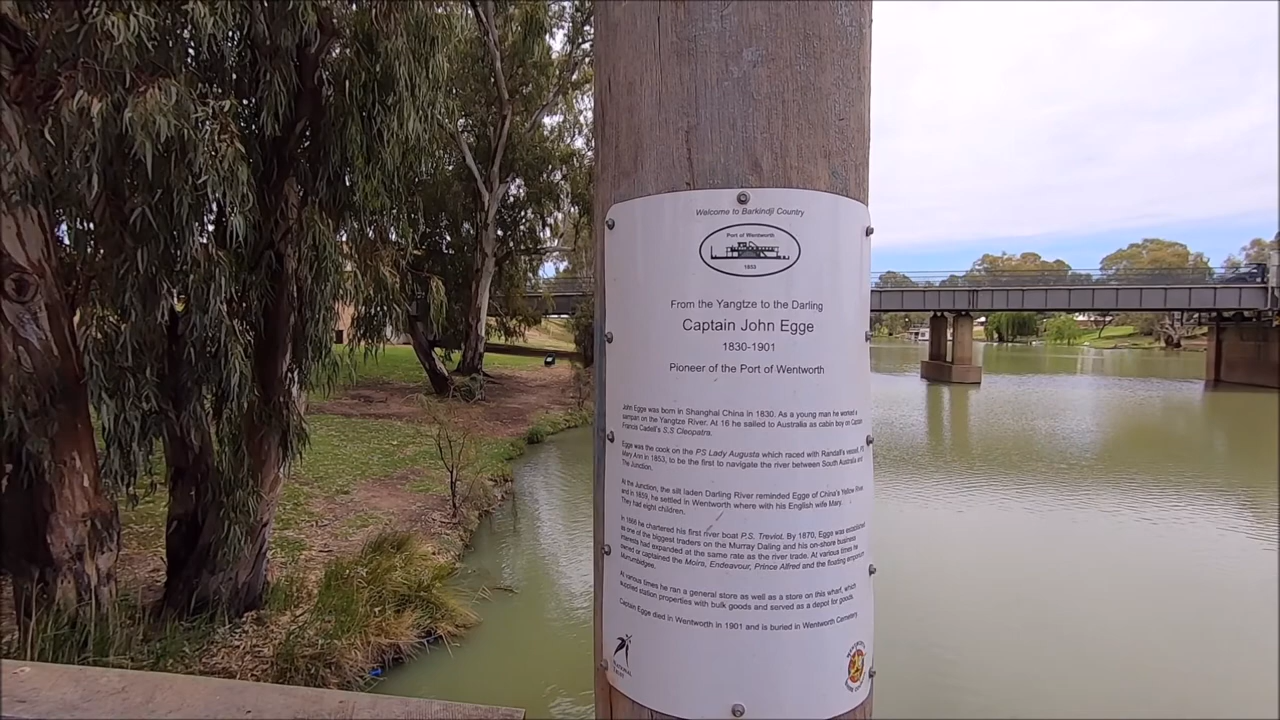 Welcome to Barkindji Country
Port of Wentworth
1853
From the Yangtze to the Darling
Captain John Egge
1830-1901
Pioneer of the Port of Wentworth
John Egge was born in Shanghai China in 1830. As a young man he worked a
sampan on the Yangtze River. At 16 he sailed to Australia as cabin boy on Captain
Francis Cadell's S.S Cleopatra.
Egge was the cook on the PS Lady Augusta which raced with Randall's vessel, PS
Mary Ann in 1853, to be the first to navigate the river between South Australia and
The Junction.
At the Junction, the silt laden Darling River reminded Egge of China's Yellow River
and in 1859, he settled in Wentworth where with his English wife Mary.
They had eight children.
In 1866 he chartered his first river boat P.S. Treviot. By 1870, Egge was established
as one of the biggest traders on the Murray Daling and his on-shore business
interests had expanded at the same rate as the river trade. At various times he
owned or captained the Moira, Endeavour, Prince Alfred and the floating emporium
Murrumbidgee.
At various times he ran a general store as well as a store on this wharf, which
supplied station properties with bulk goods and served as a depot for goods.
Captain Egge died in Wentworth in 1901 and is buried in Wentworth Cemetery
NATIONAL
TRUST